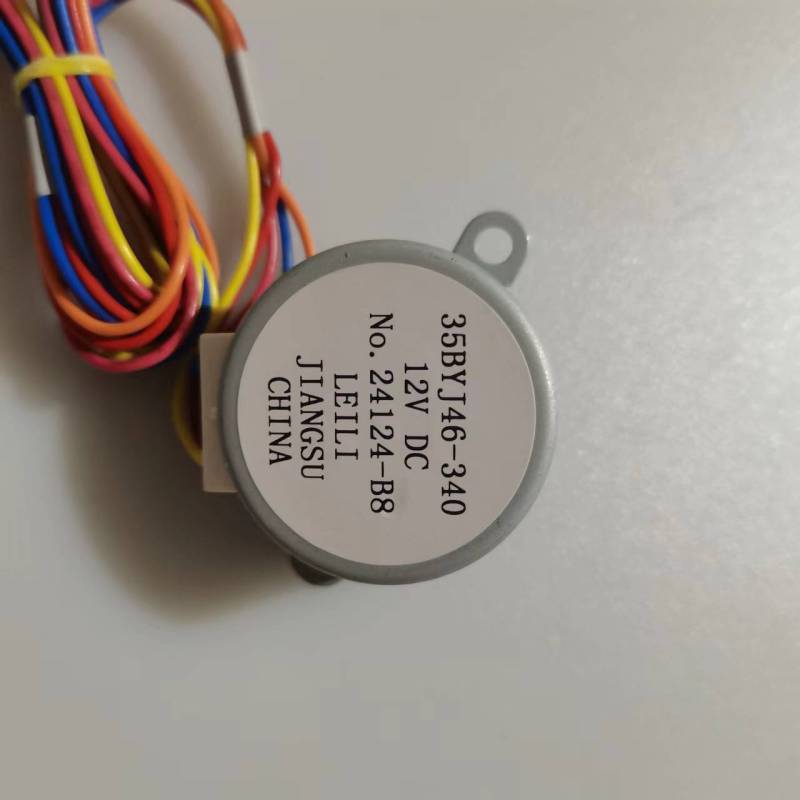 35BYJ46-340
12V DC
No. 24124-B8
LEILI
JIANGSU
CHINA